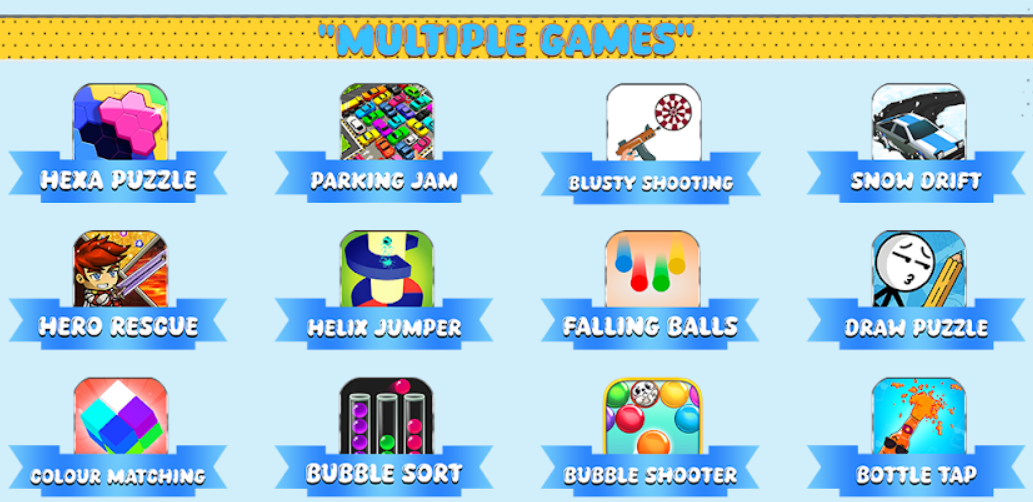 "MULTIPLE GAMES"
HEXA PUZZLE
PARKING JAM
BLUSTY SHOOTING
SNOW DRIFT
HERO RESCUE
HELIX JUMPER
FALLING BALLS
DRAW PUZZLE
COLOUR MATCHING
BUBBLE SORT
BUBBLE SHOOTER
BOTTLE TAP